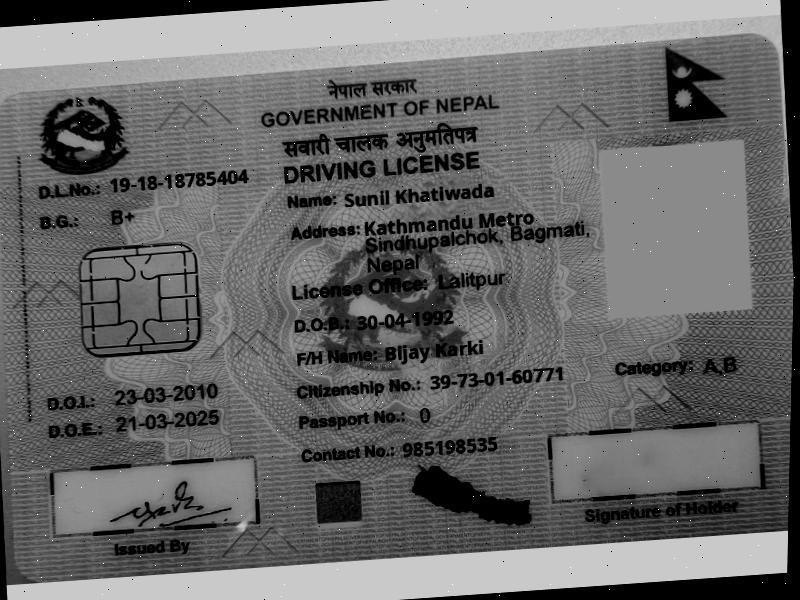 नेपाल सरकार
GOVERNMENT OF NEPAL
सवारी चालक अनुमतिपत्र
DRIVING LICENSE
D.L.No.: 19-18-18785404
B.G.: B+
Name: Sunil Khatiwada
Address: Kathmandu Metro
Sindhupalchok, Bagmati,
Nepal
License Office: Lalitpur
D.O.B.: 30-04-1992
F/H Name: Bijay Karki
Citizenship No.: 39-73-01-60771
Category: A,B
D.O.I.: 23-03-2010
Passport No.: 0
D.O.E.: 21-03-2025
Contact No.: 985198535
Issued By
Signature of Holder